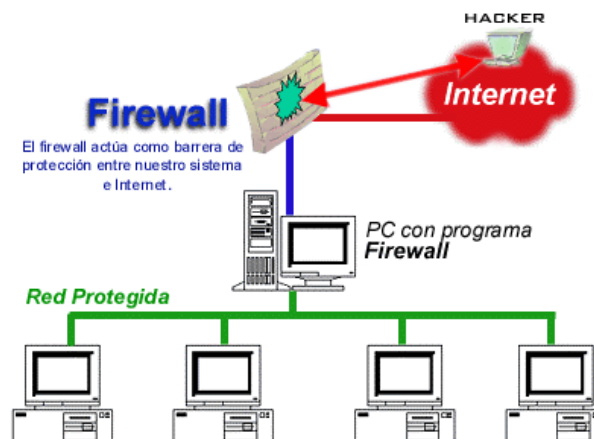 HACKER
Internet
Firewall
El firewall actúa como barrera de
protección entre nuestro sistema
e Internet.
PC con programa
Firewall
Red Protegida